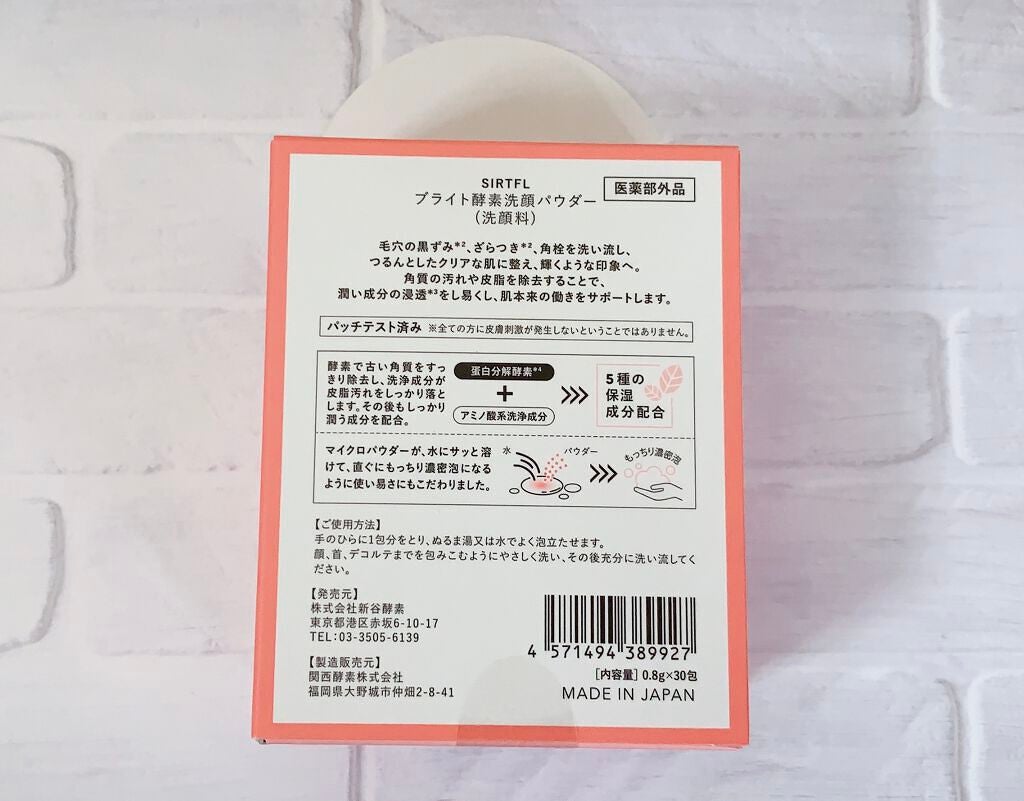 SIRTFL
ブライト酵素洗顔パウダー
(洗顔料)
医薬部外品
毛穴の黒ずみ*2、ざらつき*2、角栓を洗い流し、
つるんとしたクリアな肌に整え、輝くような印象へ。
角質の汚れや皮脂を除去することで、
潤い成分の浸透*3をし易くし、肌本来の働きをサポートします。
パッチテスト済み ※全ての方に皮膚刺激が発生しないということではありません。
酵素で古い角質をすっ
きり除去し、洗浄成分が
皮脂汚れをしっかり落と
します。その後もしっかり
潤う成分を配合。
蛋白分解酵素*4
+
アミノ酸系洗浄成分
5種の
保湿
成分配合
マイクロパウダーが、水にサッと溶
けて、直ぐにもっちり濃密泡になる
ように使い易さにもこだわりました。
水
パウダー
もっちり濃密泡
【ご使用方法】
手のひらに1包分をとり、ぬるま湯又は水でよく泡立たせます。
顔、首、デコルテまでを包みこむようにやさしく洗い、その後充分に洗い流してく
ださい。
【発売元】
株式会社新谷酵素
東京都港区赤坂6-10-17
TEL:03-3505-6139
【製造販売元】
関西酵素株式会社
福岡県大野城市仲畑2-8-41
4 571494 389927
[内容量] 0.8g×30包
MADE IN JAPAN